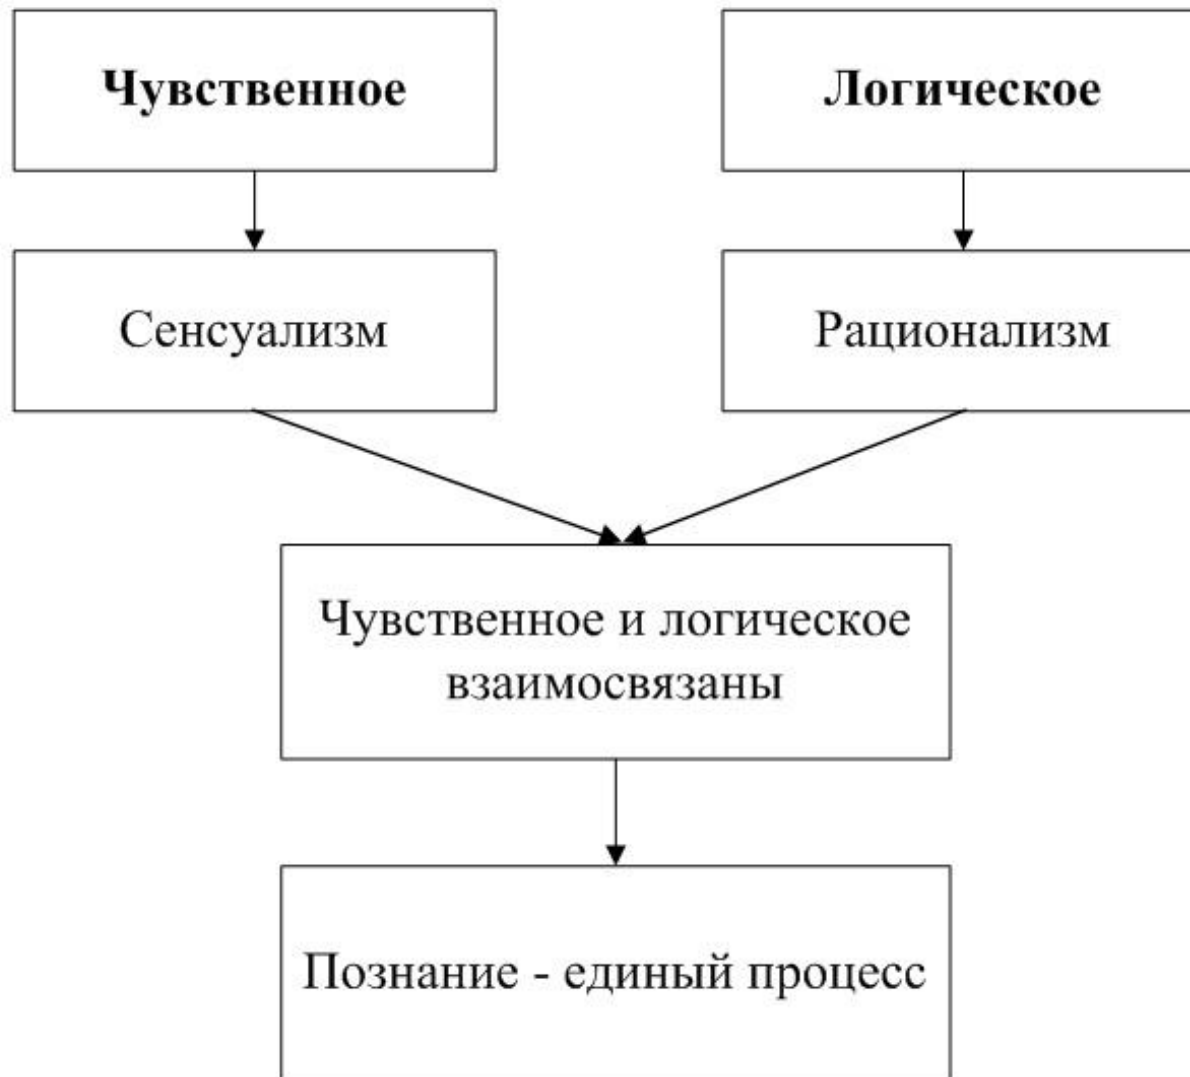 Чувственное
Логическое
Сенсуализм
Рационализм
Чувственное и логическое
взаимосвязаны
Познание - единый процесс